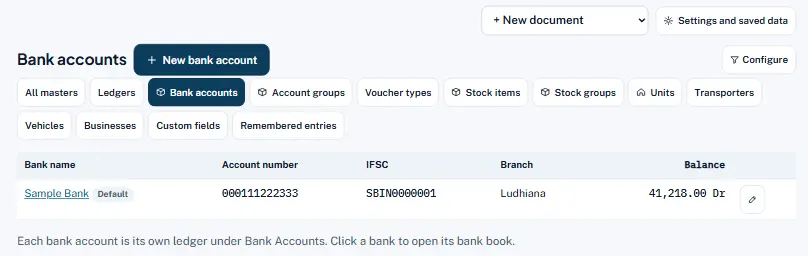 + New document
Settings and saved data
Bank accounts
+ New bank account
Configure
All masters
Ledgers
Bank accounts
Account groups
Voucher types
Stock items
Stock groups
Units
Transporters
Vehicles
Businesses
Custom fields
Remembered entries
Bank name Account number IFSC Branch Balance
Sample Bank Default 000111222333 SBIN0000001 Ludhiana 41,218.00 Dr
Each bank account is its own ledger under Bank Accounts. Click a bank to open its bank book.